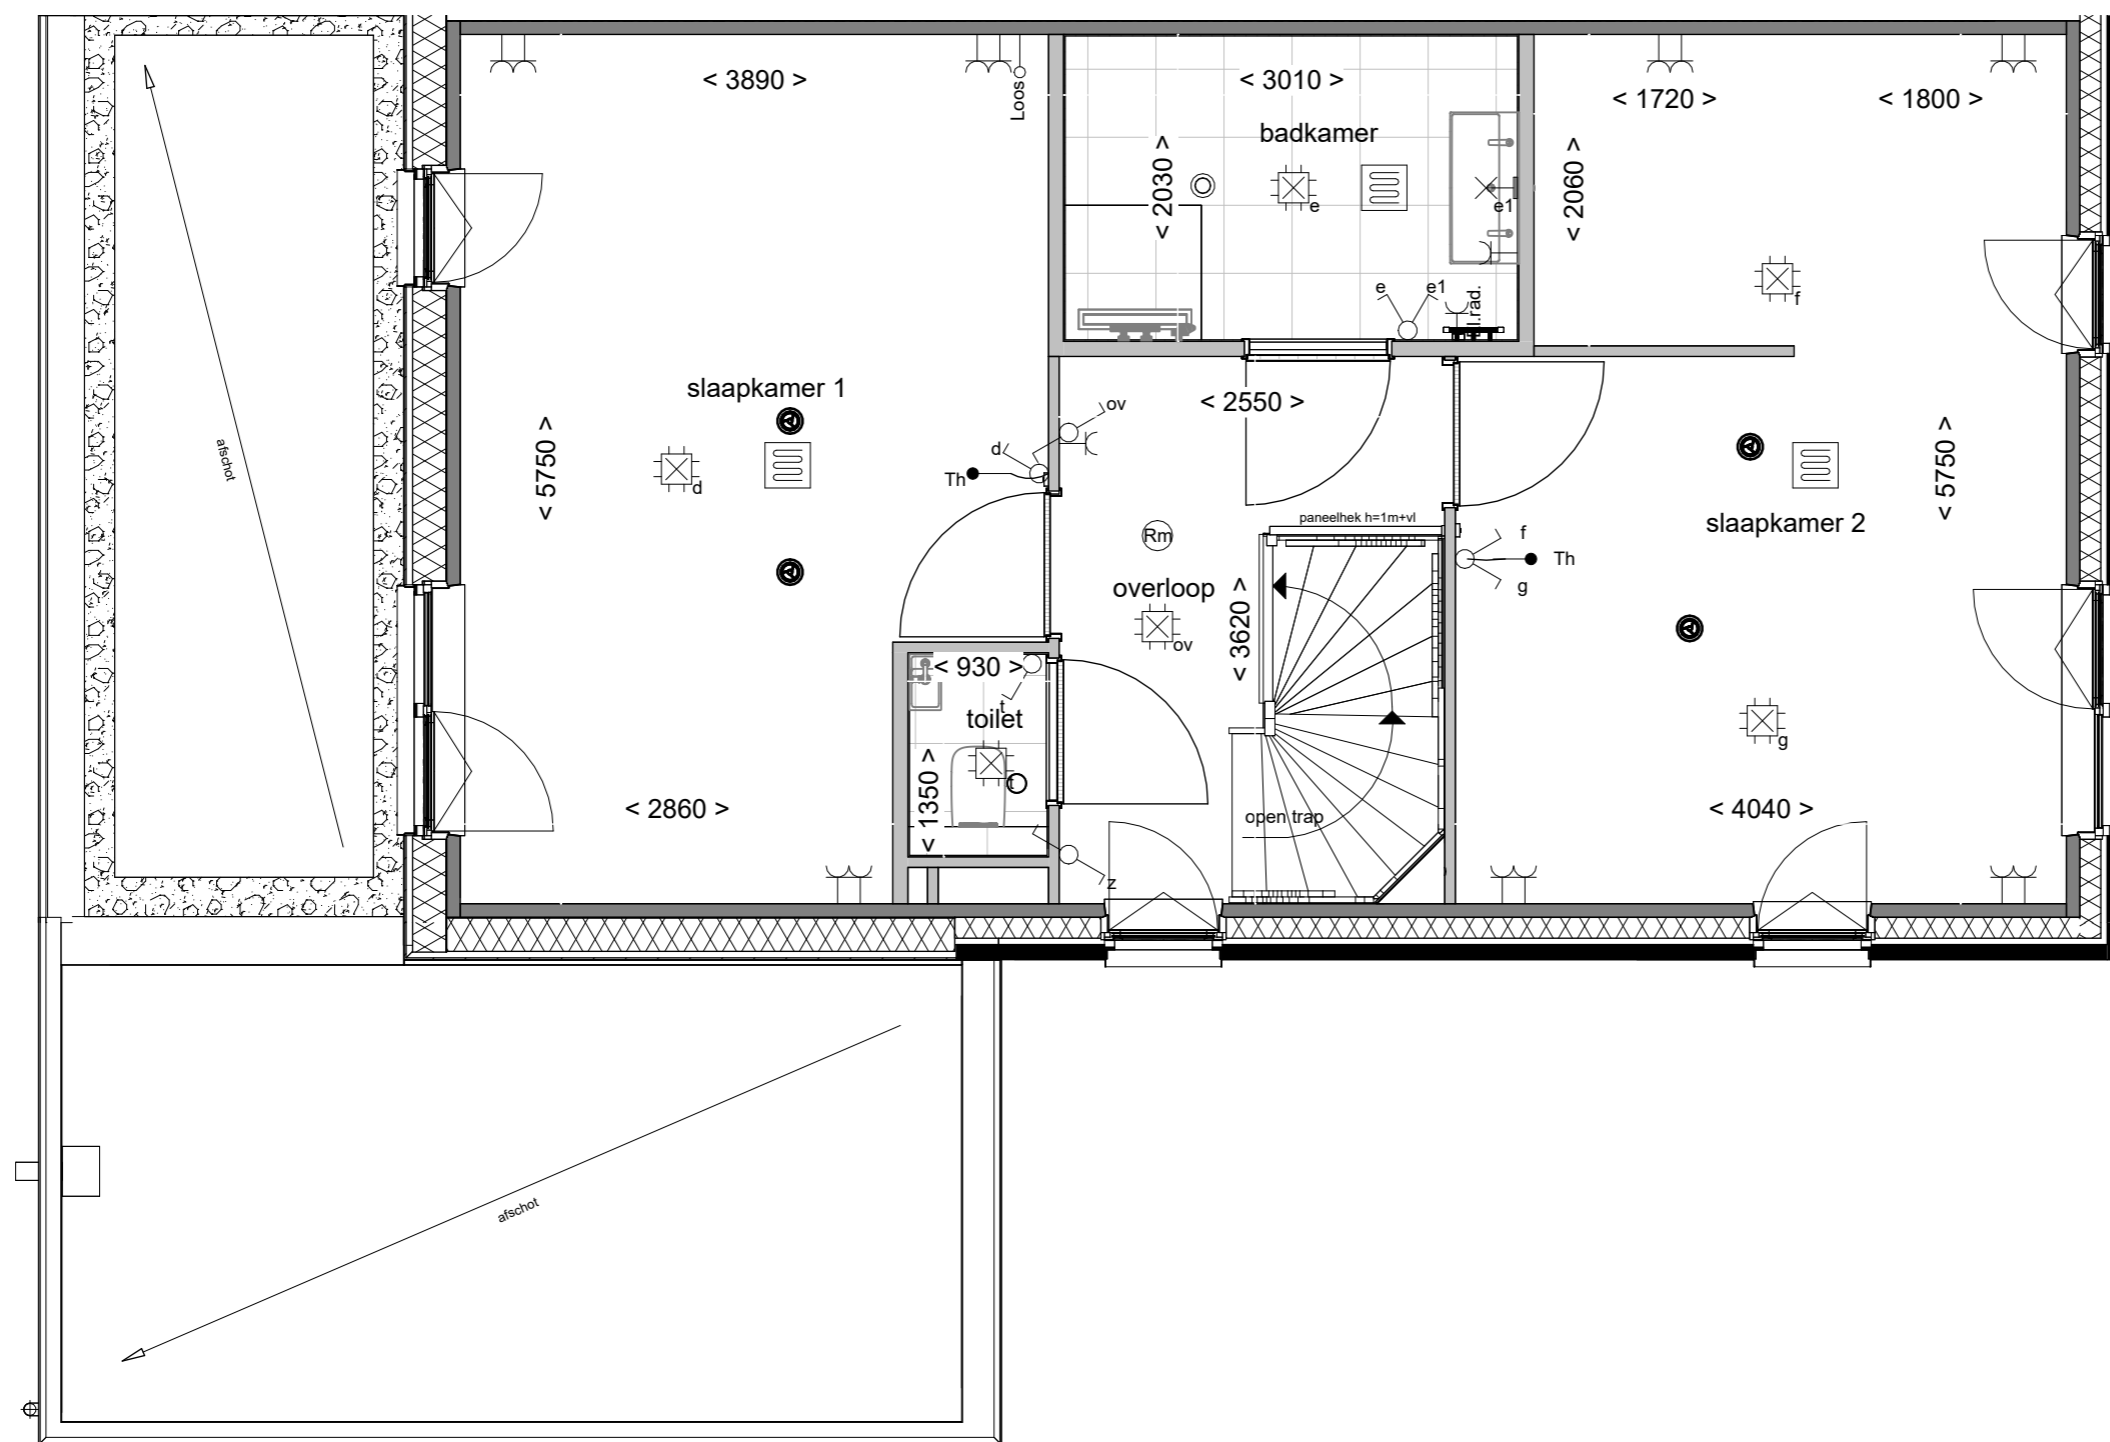 < 3890 >
< 3010 >
< 1720 >
< 1800 >
Loos
badkamer
< 2030 >
< 2060 >
e
e1
f
e
e1
l.rad.
slaapkamer 1
< 2550 >
ov
d
Th
d
afschot
< 5750 >
< 5750 >
slaapkamer 2
paneelhek h=1m+vl
Rm
f
Th
g
overloop
ov
< 3620 >
< 930 >
t
toilet
t
g
< 1350 >
< 2860 >
< 4040 >
open trap
z
afschot